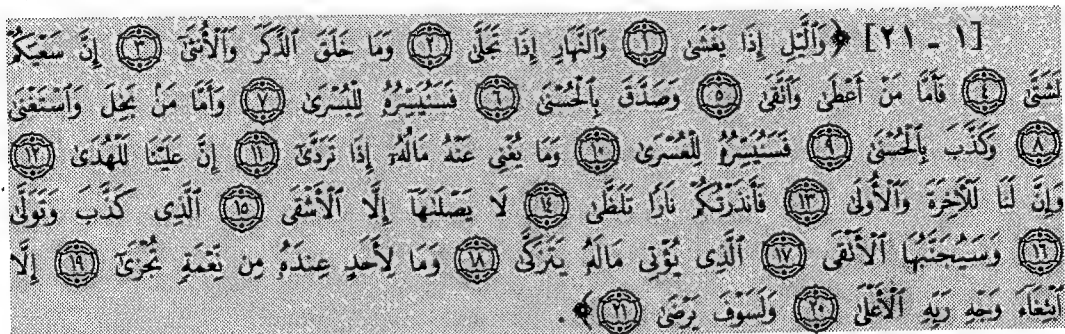 [١ - ٢١] ﴿وَٱلَّيۡلِ إِذَا يَغۡشَىٰ ١ وَٱلنَّهَارِ إِذَا تَجَلَّىٰ ٢ وَمَا خَلَقَ ٱلذَّكَرَ وَٱلۡأُنثَىٰٓ ٣ إِنَّ سَعۡيَكُمۡ
لَشَتَّىٰ ٤ فَأَمَّا مَنۡ أَعۡطَىٰ وَٱتَّقَىٰ ٥ وَصَدَّقَ بِٱلۡحُسۡنَىٰ ٦ فَسَنُيَسِّرُهُۥ لِلۡيُسۡرَىٰ ٧ وَأَمَّا مَنۢ بَخِلَ وَٱسۡتَغۡنَىٰ
٨ وَكَذَّبَ بِٱلۡحُسۡنَىٰ ٩ فَسَنُيَسِّرُهُۥ لِلۡعُسۡرَىٰ ١٠ وَمَا يُغۡنِي عَنۡهُ مَالُهُۥٓ إِذَا تَرَدَّىٰٓ ١١ إِنَّ عَلَيۡنَا لَلۡهُدَىٰ ١٢
وَإِنَّ لَنَا لَلۡأٓخِرَةَ وَٱلۡأُولَىٰ ١٣ فَأَنذَرۡتُكُمۡ نَارٗا تَلَظَّىٰ ١٤ لَا يَصۡلَىٰهَآ إِلَّا ٱلۡأَشۡقَى ١٥ ٱلَّذِي كَذَّبَ وَتَوَلَّىٰ
١٦ وَسَيُجَنَّبُهَا ٱلۡأَتۡقَى ١٧ ٱلَّذِي يُؤۡتِي مَالَهُۥ يَتَزَكَّىٰ ١٨ وَمَا لِأَحَدٍ عِندَهُۥ مِن نِّعۡمَةٖ تُجۡزَىٰٓ ١٩ إِلَّا
ٱبۡتِغَآءَ وَجۡهِ رَبِّهِ ٱلۡأَعۡلَىٰ ٢٠ وَلَسَوۡفَ يَرۡضَىٰ ٢١﴾.